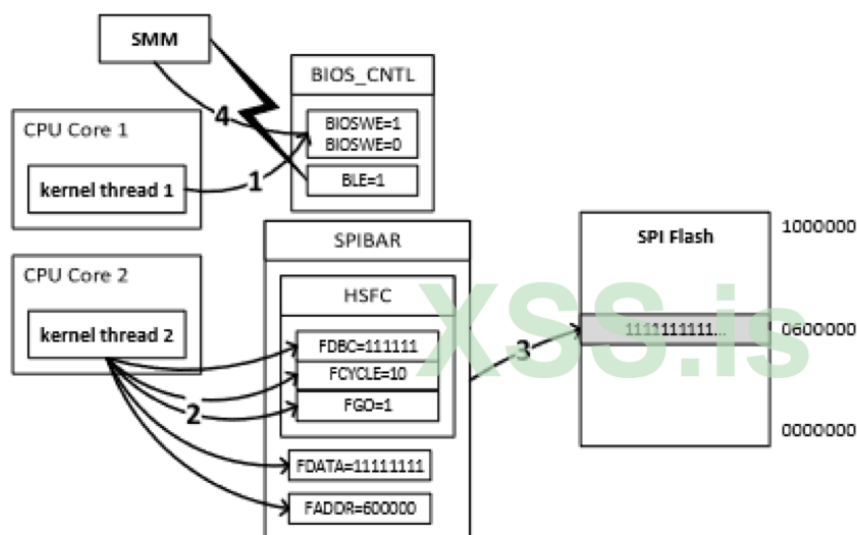 SMM
BIOS_CNTL
4
BIOSWE=1
BIOSWE=0
CPU Core 1
kernel thread 1
1
BLE=1
SPIBAR
SPI Flash
1000000
CPU Core 2
HSFC
kernel thread 2
FDBC=111111
1111111111...
0600000
FCYCLE=10
3
2
FGO=1
0000000
FDATA=11111111
FADDR=600000
XSS.is